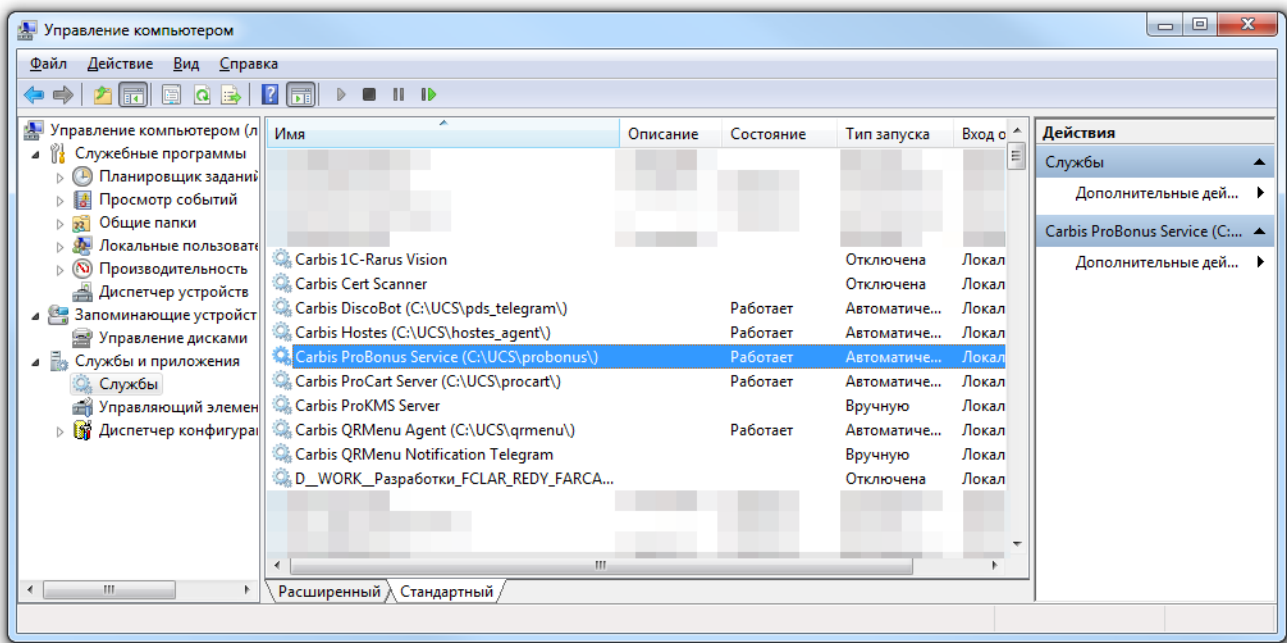 Управление компьютером
Файл Действие Вид Справка
Управление компьютером (л
Служебные программы
Планировщик заданий
Просмотр событий
Общие папки
Локальные пользовате
Производительность
Диспетчер устройств
Запоминающие устройст
Управление дисками
Службы и приложения
Службы
Управляющий элемен
Диспетчер конфигура
Имя Описание Состояние Тип запуска Вход о
Carbis 1C-Rarus Vision Отключена Локал
Carbis Cert Scanner Отключена Локал
Carbis DiscoBot (C:\UCS\pds_telegram\) Работает Автоматиче... Локал
Carbis Hostes (C:\UCS\hostes_agent\) Работает Автоматиче... Локал
Carbis ProBonus Service (C:\UCS\probonus\) Работает Автоматиче... Локал
Carbis ProCart Server (C:\UCS\procart\) Работает Автоматиче... Локал
Carbis ProKMS Server Вручную Локал
Carbis QRMenu Agent (C:\UCS\qrmenu\) Работает Автоматиче... Локал
Carbis QRMenu Notification Telegram Вручную Локал
D__WORK__Разработки_FCLAR_REDY_FARCA... Отключена Локал
Расширенный Стандартный
Действия
Службы
Дополнительные дей...
Carbis ProBonus Service (C:...
Дополнительные дей...